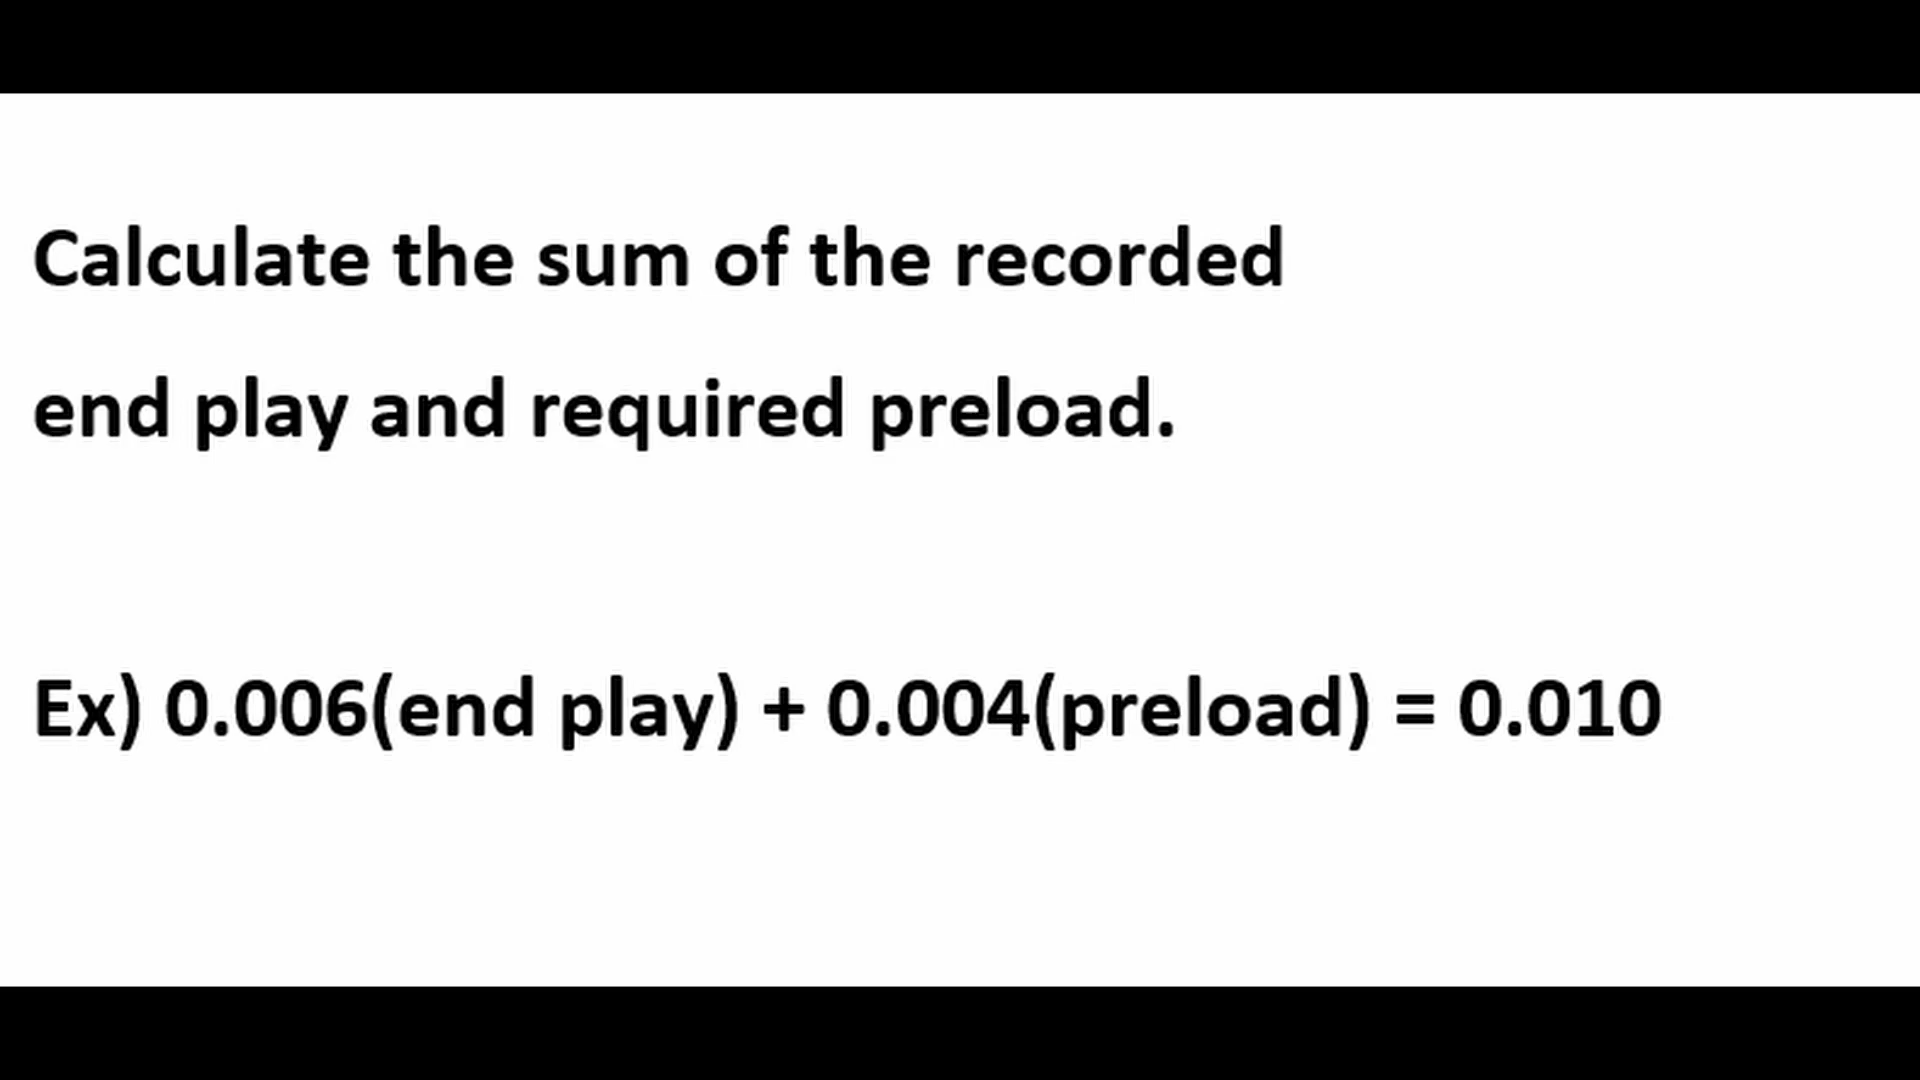 Calculate the sum of the recorded
end play and required preload.
Ex) 0.006(end play) + 0.004(preload) = 0.010